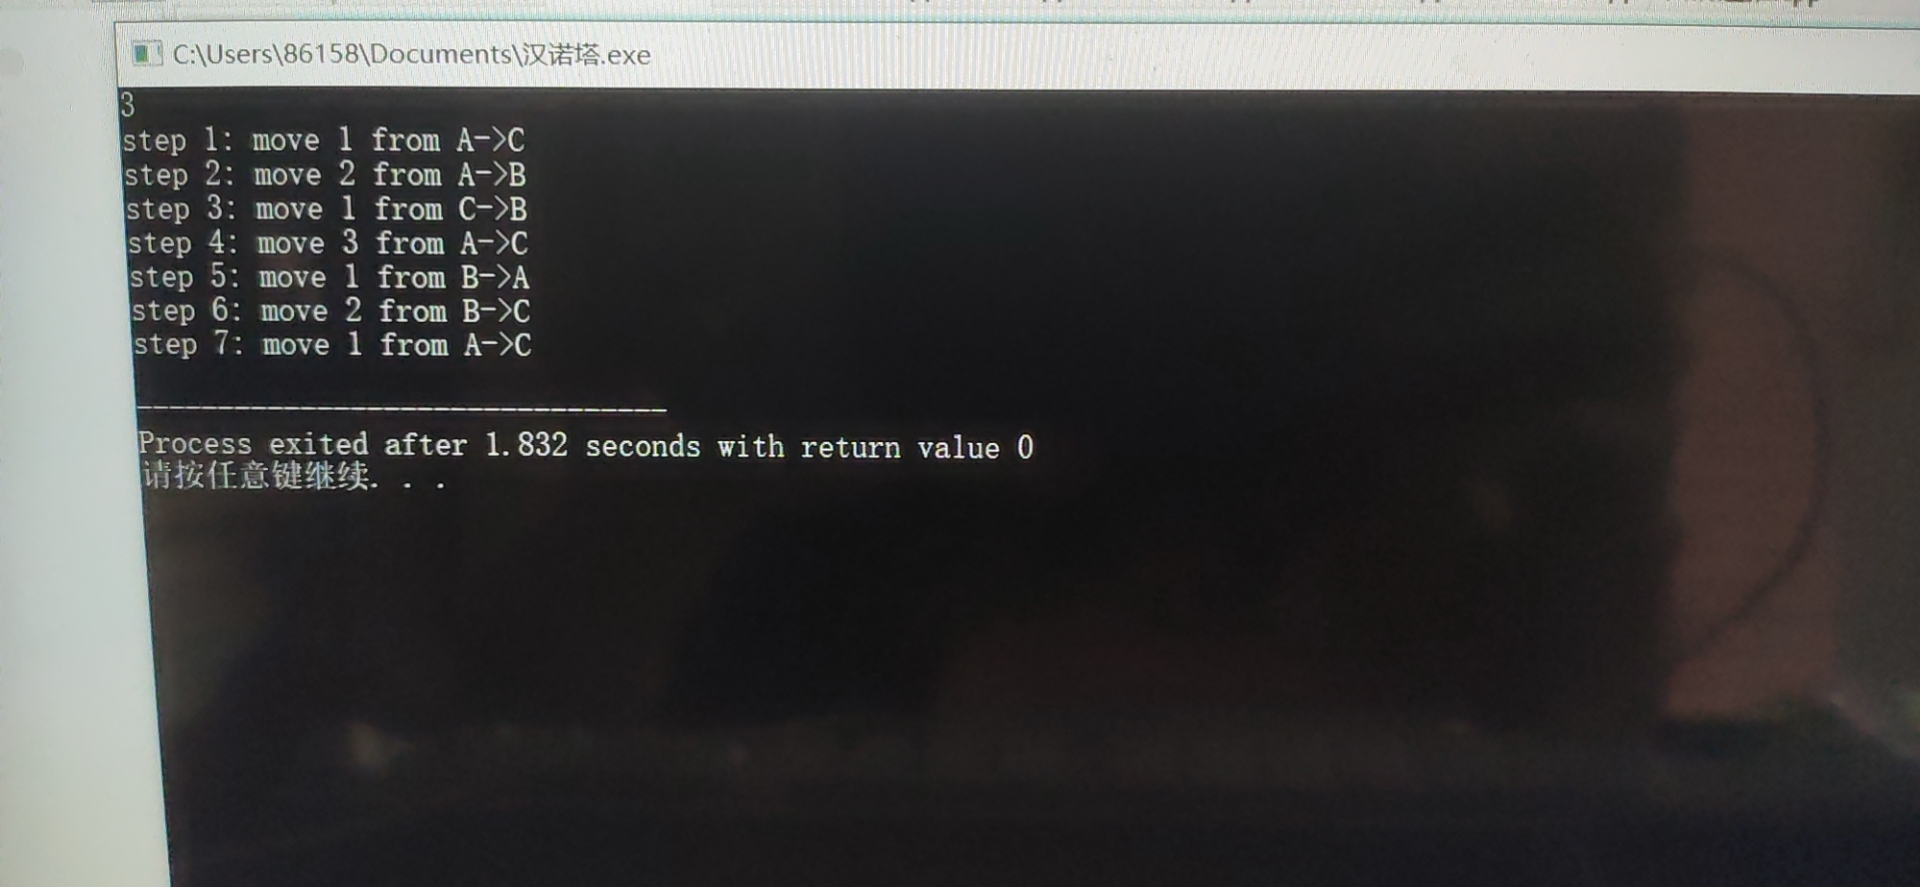 C:\Users\86158\Documents\汉诺塔.exe
3
step 1: move 1 from A->C
step 2: move 2 from A->B
step 3: move 1 from C->B
step 4: move 3 from A->C
step 5: move 1 from B->A
step 6: move 2 from B->C
step 7: move 1 from A->C
--------------------------------
Process exited after 1.832 seconds with return value 0
请按任意键继续. . .